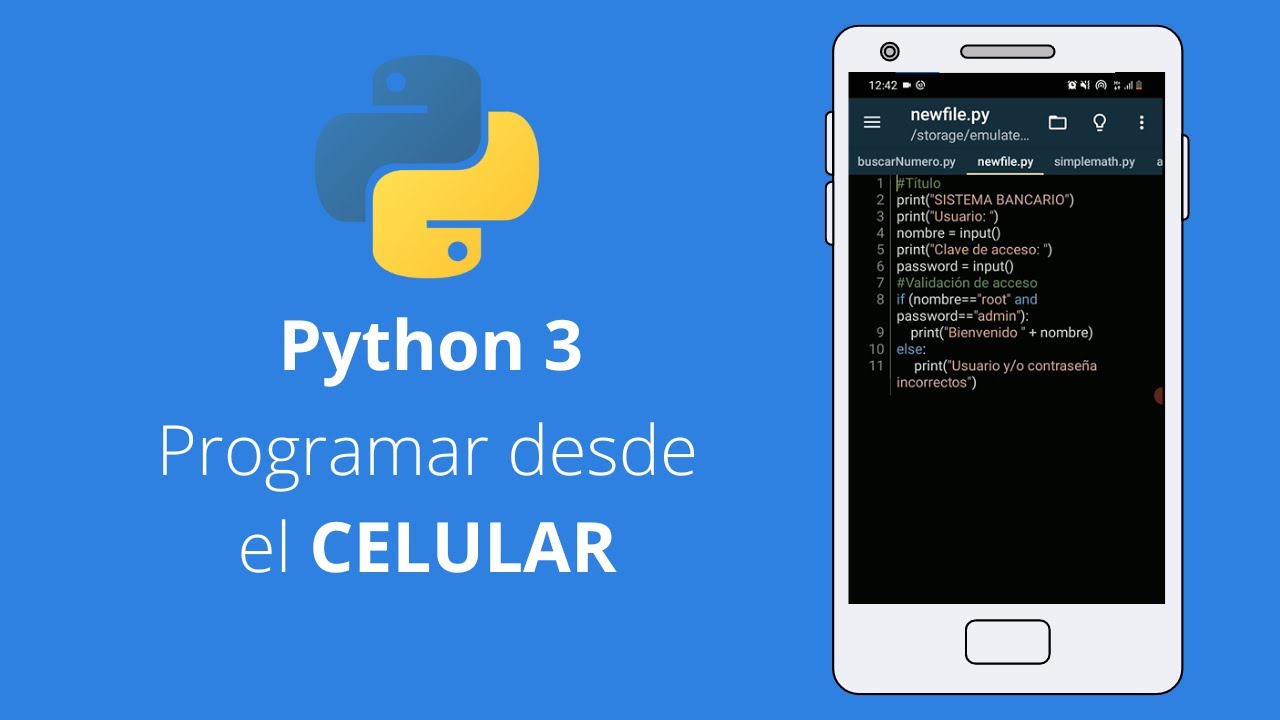 Python 3
Programar desde
el CELULAR
12:42
newfile.py
/storage/emulate...
buscarNumero.py newfile.py simplemath.py a
1 #Título
2 print("SISTEMA BANCARIO")
3 print("Usuario: ")
4 nombre = input()
5 print("Clave de acceso: ")
6 password = input()
7 #Validación de acceso
8 if (nombre=="root" and
password=="admin"):
9 print("Bienvenido " + nombre)
10 else:
11 print("Usuario y/o contraseña
incorrectos")